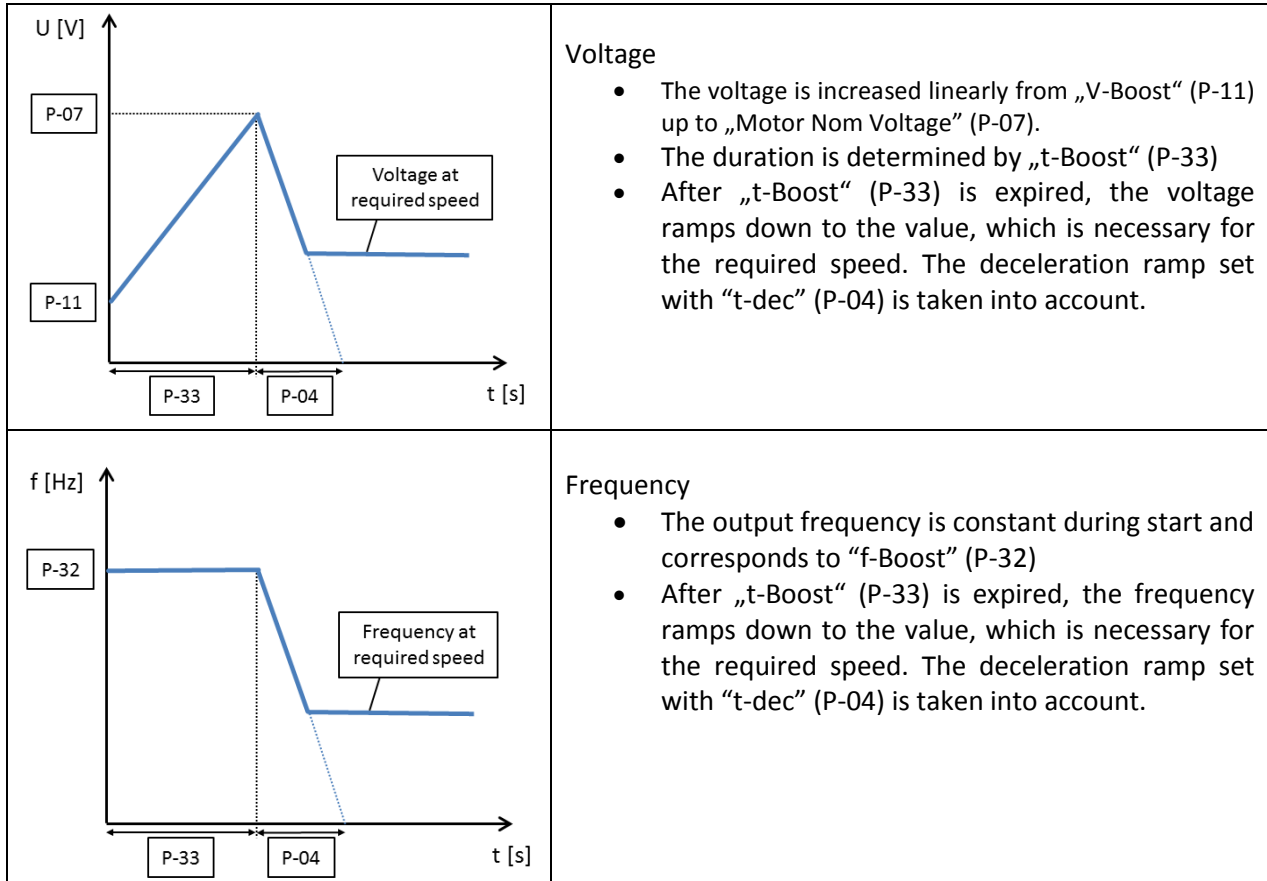 U [V]
P-07
Voltage at
required speed
P-11
P-33
P-04
t [s]
Voltage
• The voltage is increased linearly from „V-Boost“ (P-11)
up to „Motor Nom Voltage” (P-07).
• The duration is determined by „t-Boost“ (P-33)
• After „t-Boost“ (P-33) is expired, the voltage
ramps down to the value, which is necessary for
the required speed. The deceleration ramp set
with “t-dec” (P-04) is taken into account.
f [Hz]
P-32
Frequency at
required speed
P-33
P-04
t [s]
Frequency
• The output frequency is constant during start and
corresponds to “f-Boost” (P-32)
• After „t-Boost“ (P-33) is expired, the frequency
ramps down to the value, which is necessary for
the required speed. The deceleration ramp set
with “t-dec” (P-04) is taken into account.